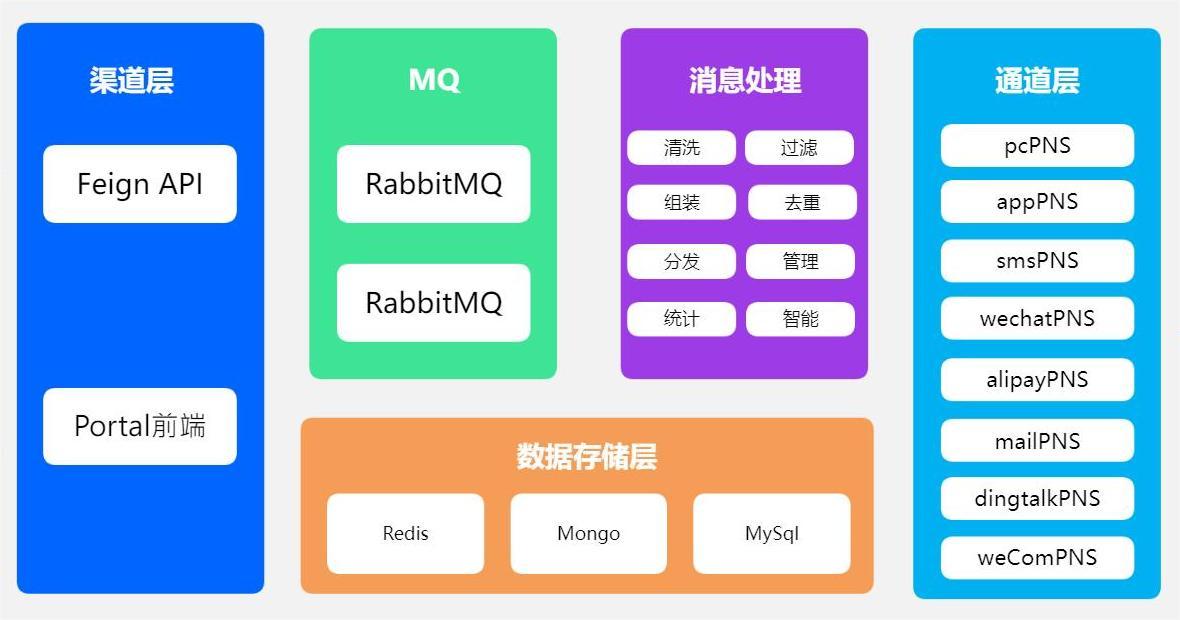 渠道层
Feign API
Portal前端
MQ
RabbitMQ
RabbitMQ
消息处理
清洗
过滤
组装
去重
分发
管理
统计
智能
数据存储层
Redis
Mongo
MySql
通道层
pcPNS
appPNS
smsPNS
wechatPNS
alipayPNS
mailPNS
dingtalkPNS
weComPNS